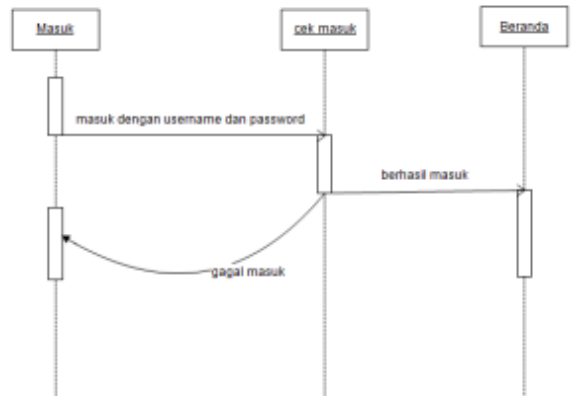 Masuk
cek masuk
Beranda
masuk dengan username dan password
berhasil masuk
gagal masuk